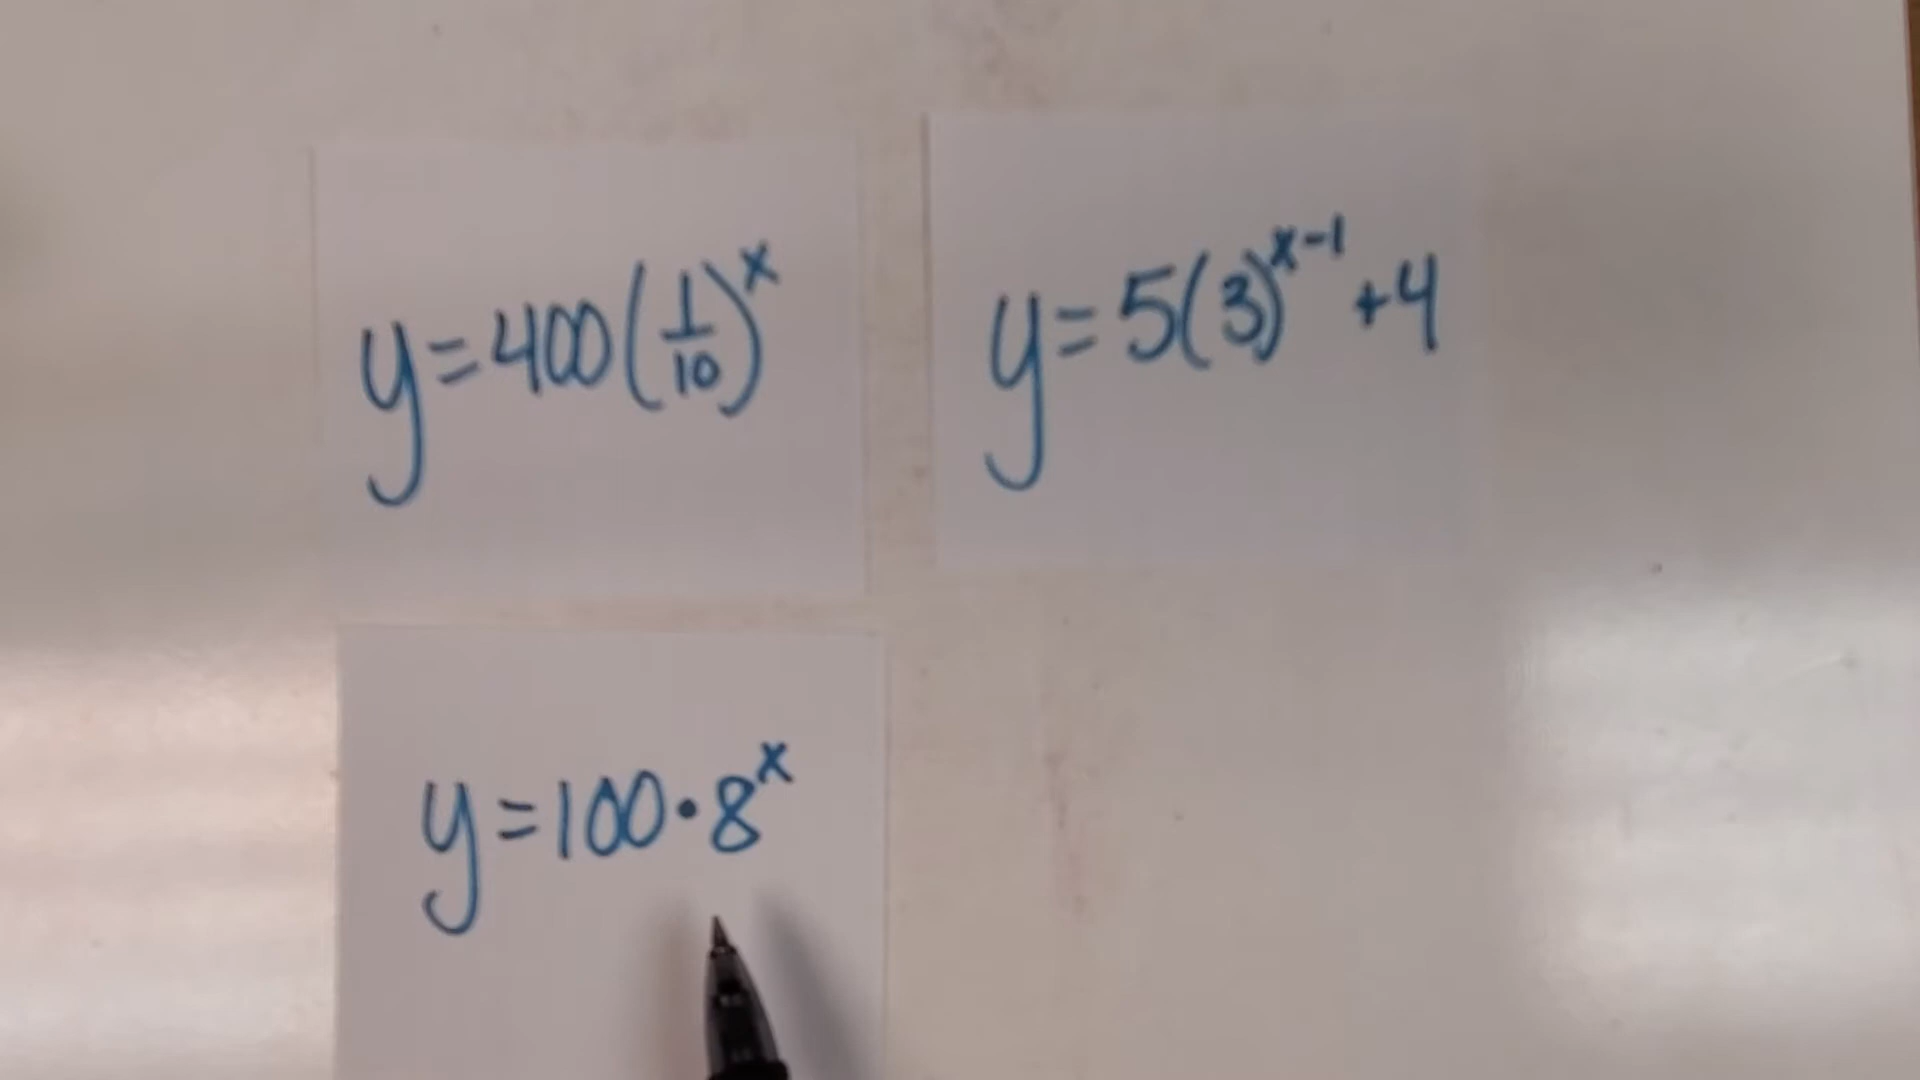 y = 400(1/10)^x
y = 5(3)^{x-1} + 4
y = 100 · 8^x